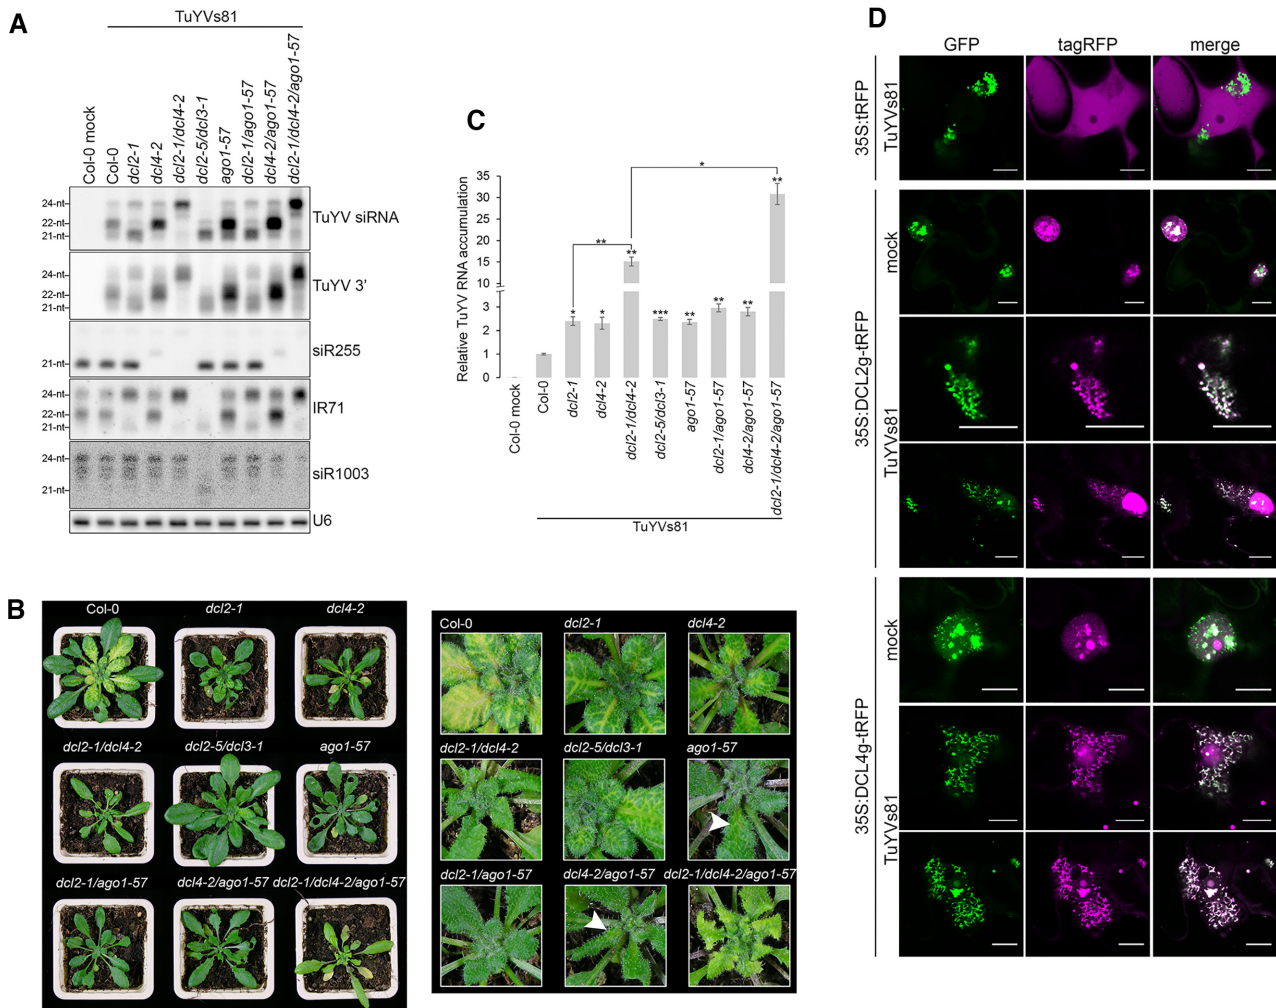 A
TuYVs81
Col-0 mock
Col-0
dcl2-1
dcl4-2
dcl2-1/dcl4-2
dcl2-5/dcl3-1
ago1-57
dcl2-1/ago1-57
dcl4-2/ago1-57
dcl2-1/dcl4-2/ago1-57
24-nt
22-nt
21-nt
TuYV siRNA
24-nt
22-nt
21-nt
TuYV 3'
21-nt
siR255
24-nt
22-nt
21-nt
IR71
24-nt
21-nt
siR1003
U6
B
Col-0
dcl2-1
dcl4-2
dcl2-1/dcl4-2
dcl2-5/dcl3-1
ago1-57
dcl2-1/ago1-57
dcl4-2/ago1-57
dcl2-1/dcl4-2/ago1-57
Col-0
dcl2-1
dcl4-2
dcl2-1/dcl4-2
dcl2-5/dcl3-1
ago1-57
dcl2-1/ago1-57
dcl4-2/ago1-57
dcl2-1/dcl4-2/ago1-57
C
Relative TuYV RNA accumulation
35
30
25
20
15
10
3
2
1
0
*
**
**
**
*
*
***
**
**
**
Col-0 mock
Col-0
dcl2-1
dcl4-2
dcl2-1/dcl4-2
dcl2-5/dcl3-1
ago1-57
dcl2-1/ago1-57
dcl4-2/ago1-57
dcl2-1/dcl4-2/ago1-57
TuYVs81
D
GFP
tagRFP
merge
35S:tRFP
TuYVs81
35S:DCL2g-tRFP
mock
TuYVs81
35S:DCL4g-tRFP
mock
TuYVs81